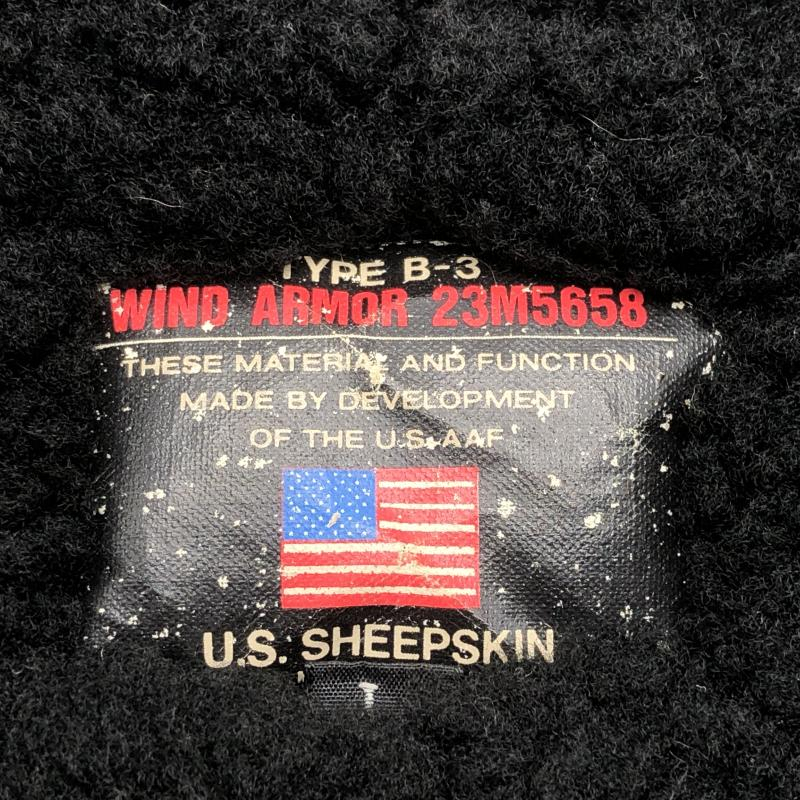 TYPE B-3
WIND ARMOR 23M5658
THESE MATERIAL AND FUNCTION
MADE BY DEVELOPMENT
OF THE U.S.AAF
U.S. SHEEPSKIN